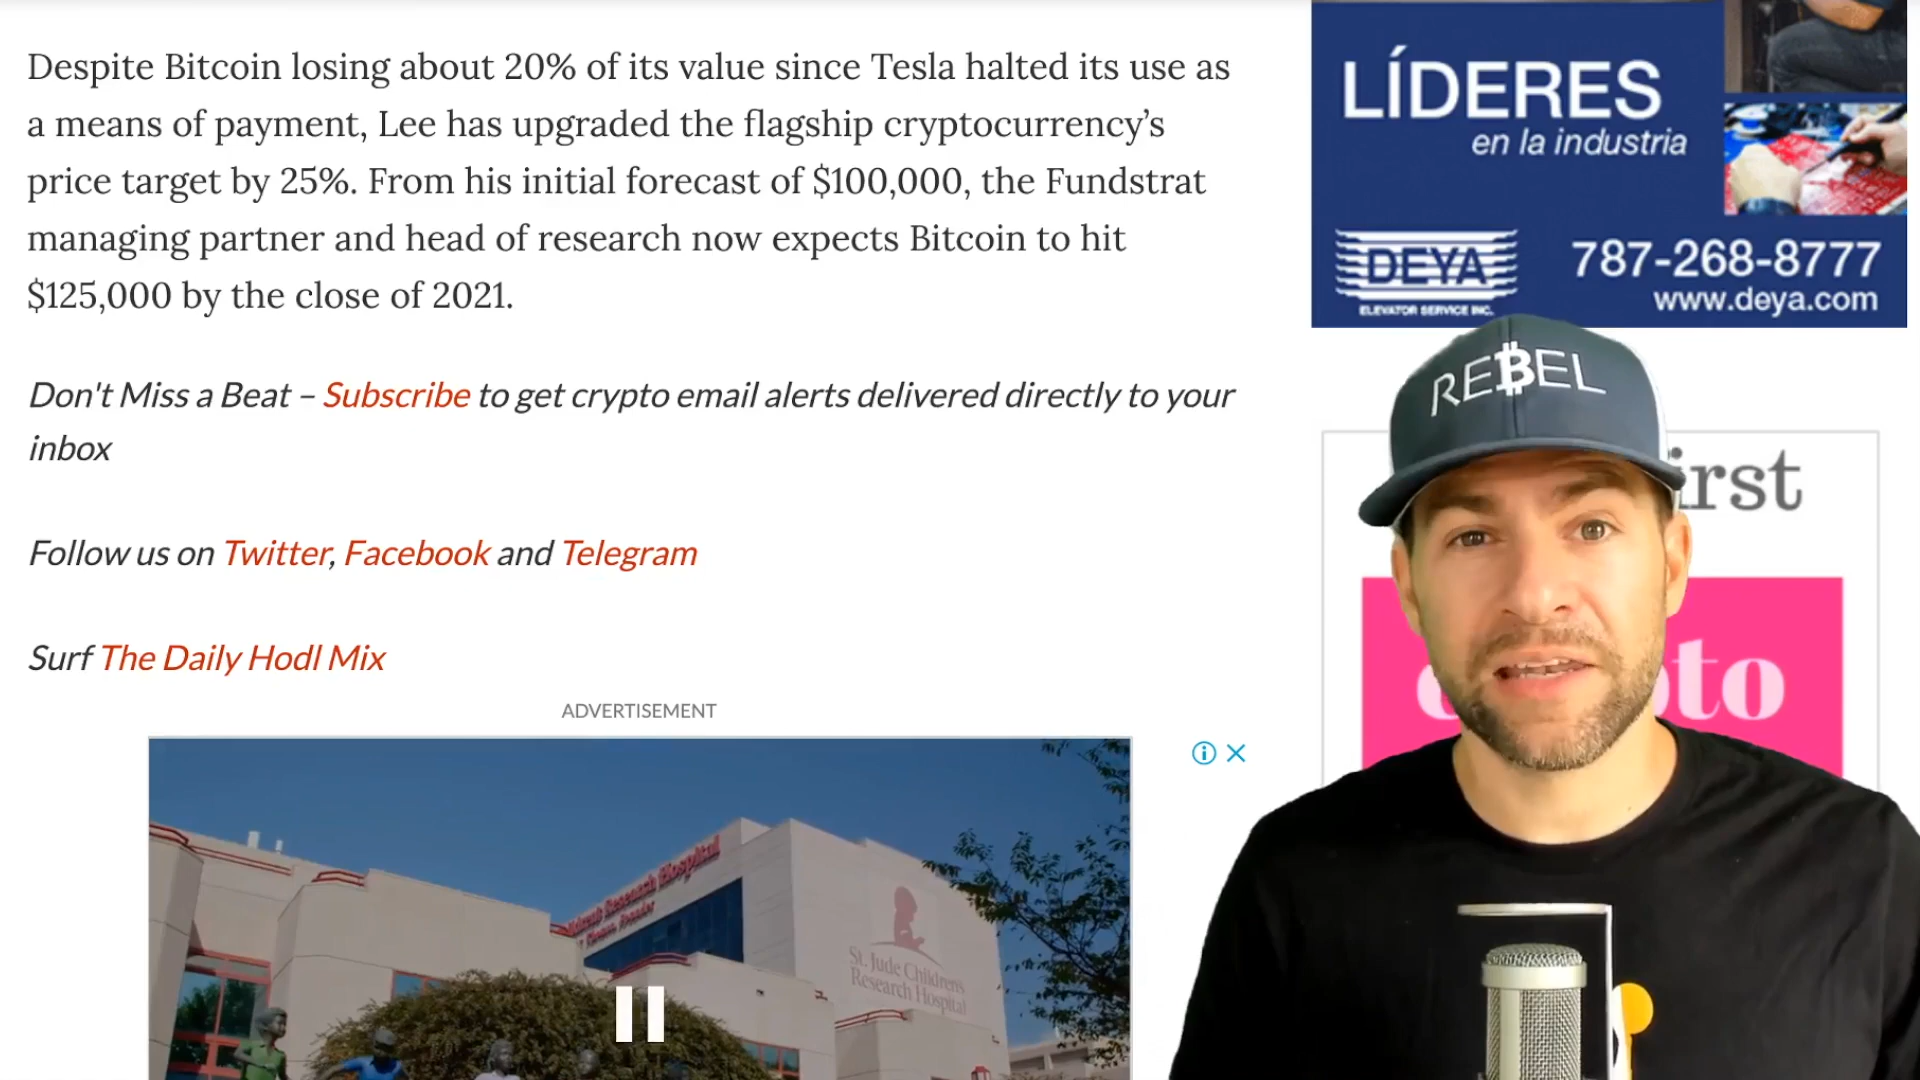 Despite Bitcoin losing about 20% of its value since Tesla halted its use as
a means of payment, Lee has upgraded the flagship cryptocurrency’s
price target by 25%. From his initial forecast of $100,000, the Fundstrat
managing partner and head of research now expects Bitcoin to hit
$125,000 by the close of 2021.
Don't Miss a Beat – Subscribe to get crypto email alerts delivered directly to your
inbox
Follow us on Twitter, Facebook and Telegram
Surf The Daily Hodl Mix
ADVERTISEMENT
Research Hospital
St. Jude Childrens
Research Hospital
LÍDERES
en la industria
DEYA
ELEVATOR SERVICE INC.
787-268-8777
www.deya.com
REBEL